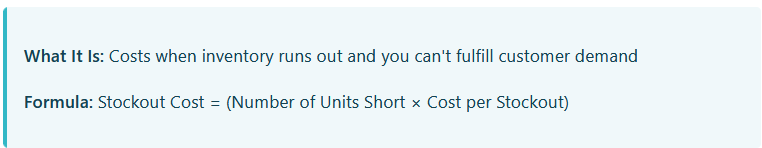 What It Is: Costs when inventory runs out and you can't fulfill customer demand
Formula: Stockout Cost = (Number of Units Short × Cost per Stockout)